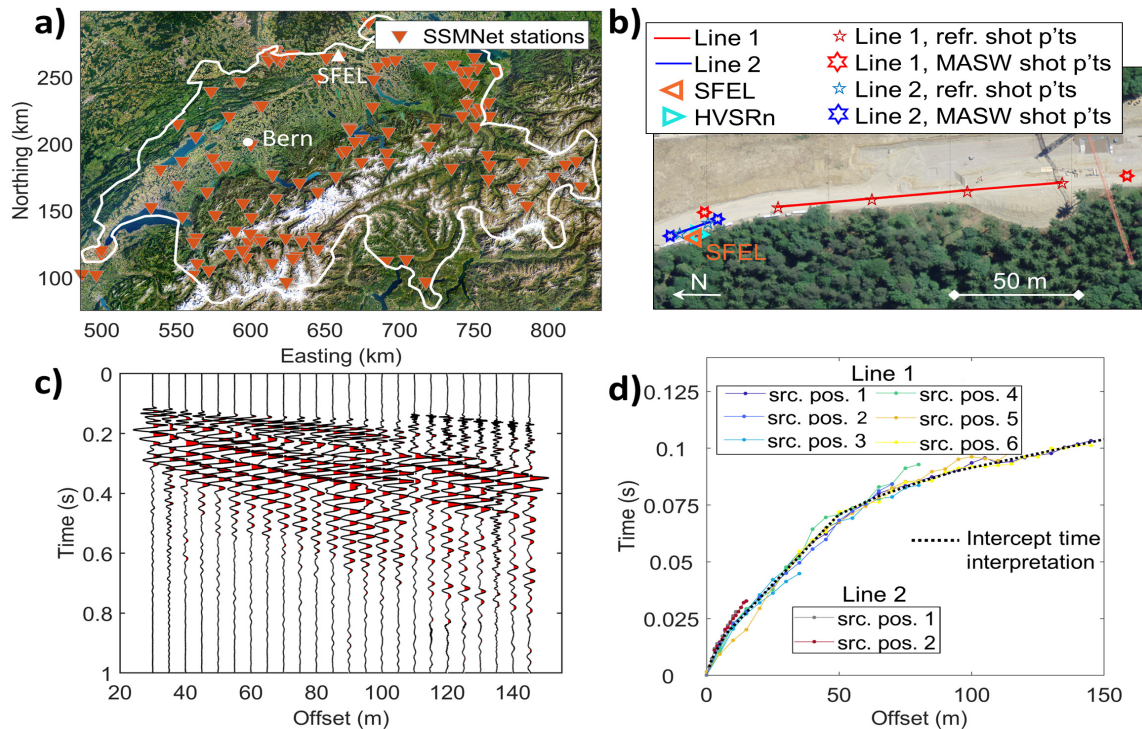 a)
SSMNet stations
SFEL
Bern
Northing (km)
250
200
150
100
500 550 600 650 700 750 800
Easting (km)
b)
Line 1
Line 2
SFEL
HVSRn
Line 1, refr. shot p'ts
Line 1, MASW shot p'ts
Line 2, refr. shot p'ts
Line 2, MASW shot p'ts
SFEL
N
50 m
c)
Time (s)
0
0.2
0.4
0.6
0.8
1
20 40 60 80 100 120 140
Offset (m)
d)
Time (s)
0.125
0.1
0.075
0.05
0.025
0
Line 1
src. pos. 1
src. pos. 2
src. pos. 3
src. pos. 4
src. pos. 5
src. pos. 6
Intercept time
interpretation
Line 2
src. pos. 1
src. pos. 2
0 50 100 150
Offset (m)